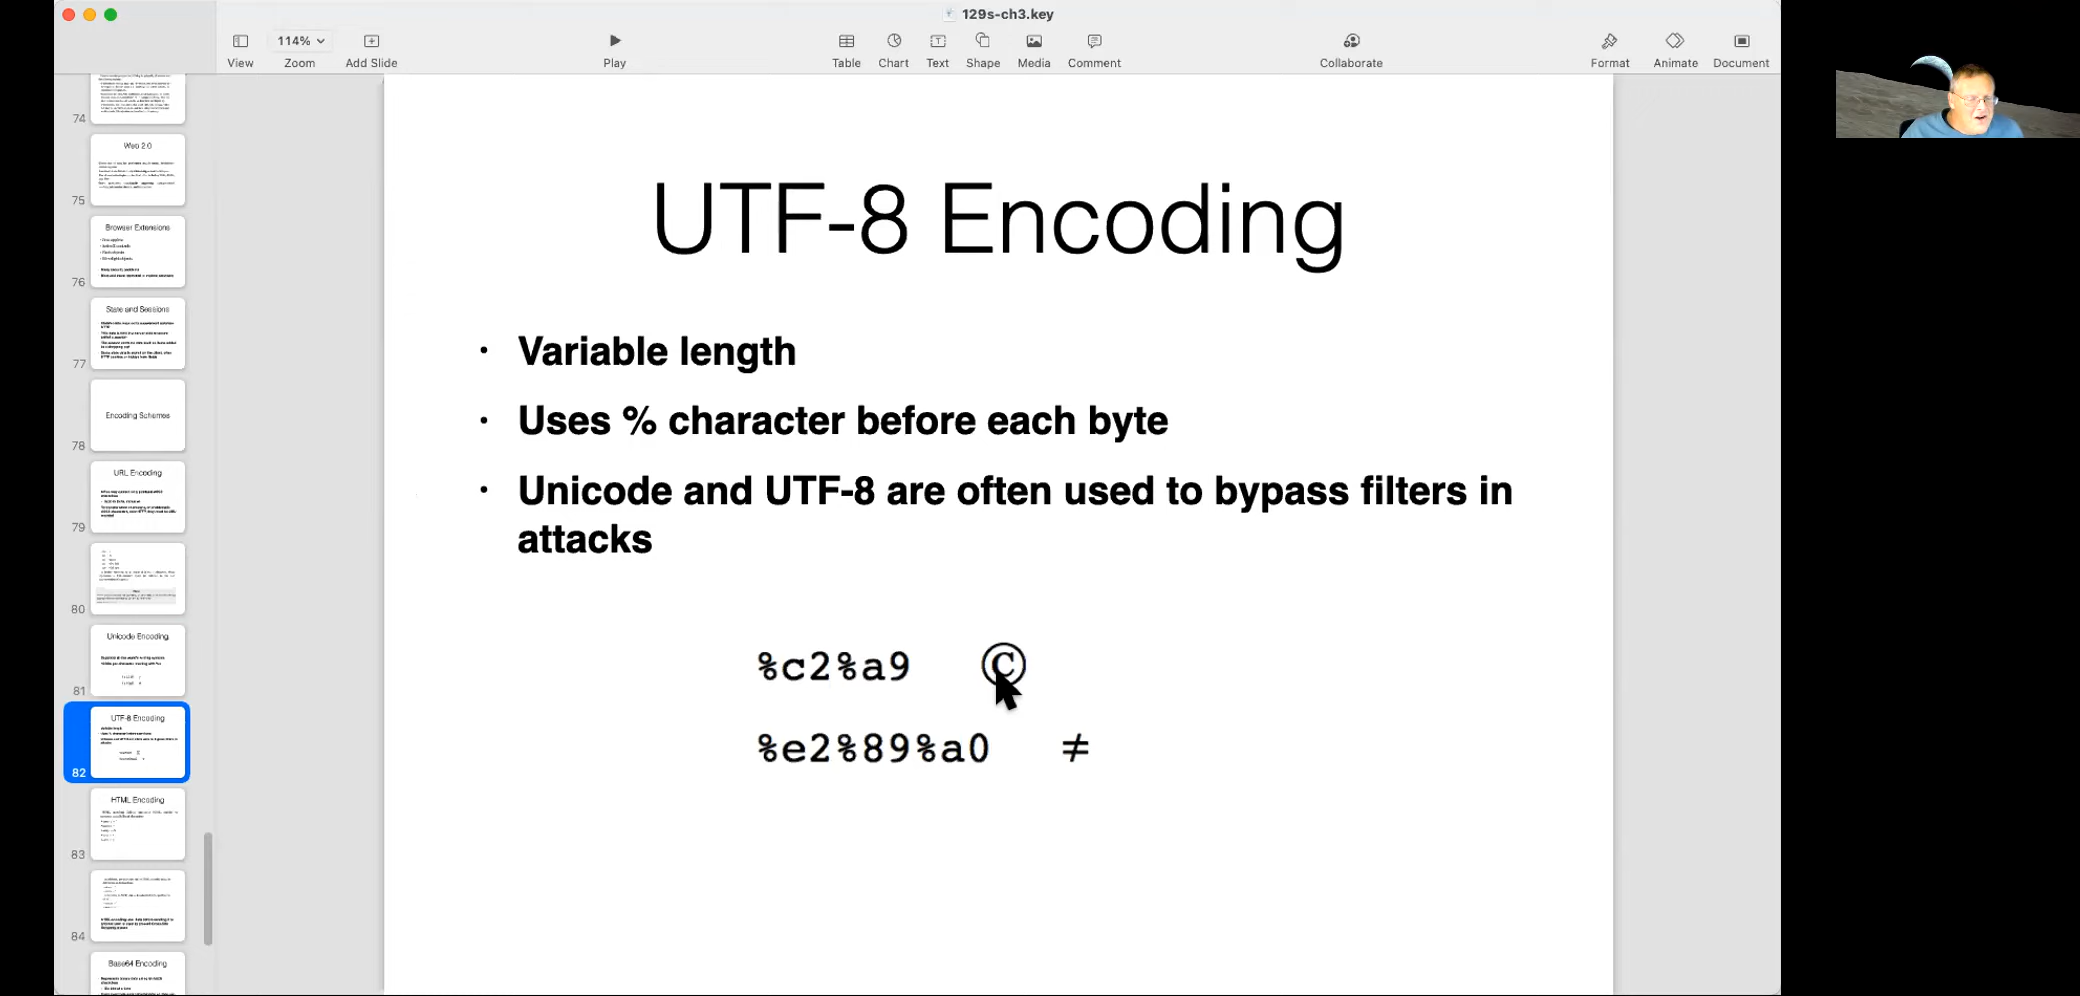 129s-ch3.key
114%
View
Zoom
Add Slide
Play
Table
Chart
Text
Shape
Media
Comment
Collaborate
Format
Animate
Document
74
Web 2.0
75
Browser Extensions
76
State and Sessions
77
Encoding Schemes
78
URL Encoding
79
80
Unicode Encoding
81
UTF-8 Encoding
82
HTML Encoding
83
84
Base64 Encoding
UTF-8 Encoding
· Variable length
· Uses % character before each byte
· Unicode and UTF-8 are often used to bypass filters in
attacks
%c2%a9 ©
%e2%89%a0 ≠